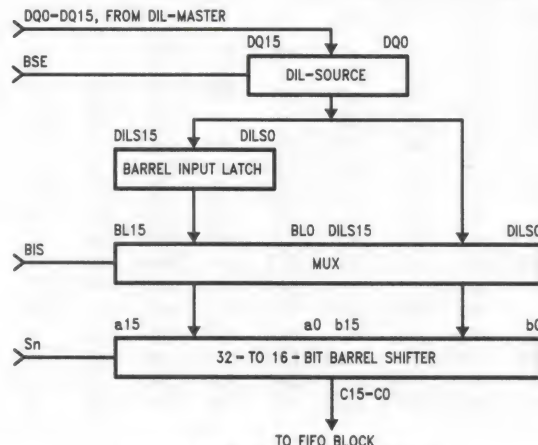 DQ0-DQ15, FROM DIL-MASTER
DQ15 DQ0
BSE
DIL-SOURCE
DILS15 DILS0
BARREL INPUT LATCH
BL15 BL0 DILS15 DILS0
BIS
MUX
a15 a0 b15 b0
Sn
32-TO 16-BIT BARREL SHIFTER
C15-C0
TO FIFO BLOCK